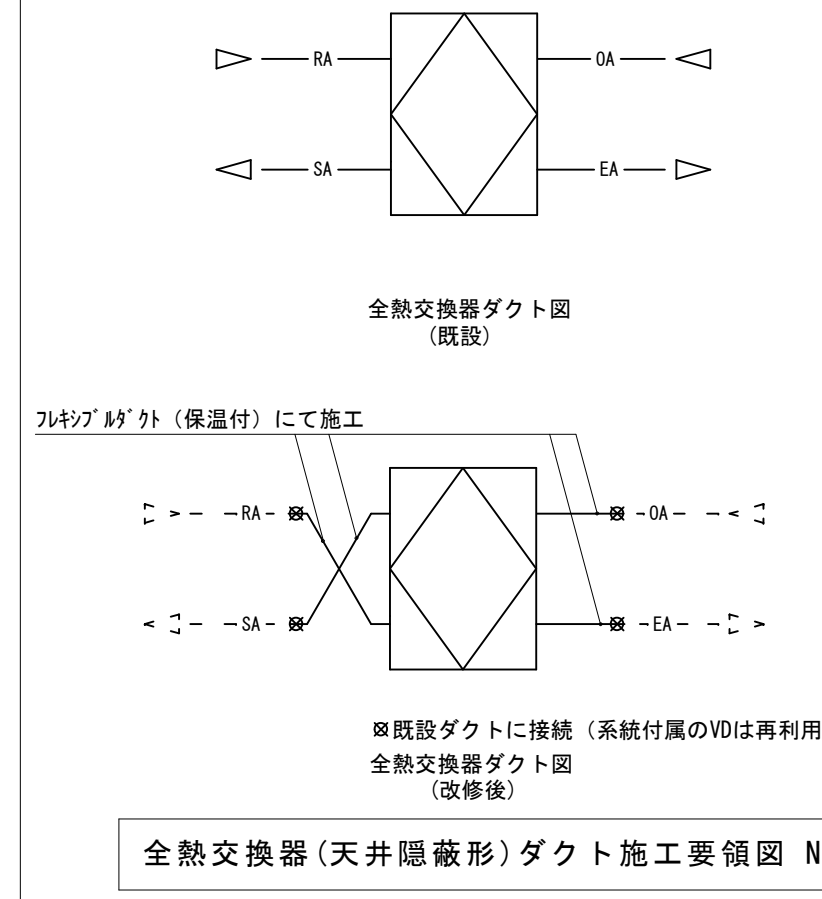 RA OA
SA EA
全熱交換器ダクト図
(既設)
フレキシブルダクト（保温付）にて施工
RA OA
SA EA
⊗既設ダクトに接続（系統付属のVDは再利用
全熱交換器ダクト図
(改修後)
全熱交換器(天井隠蔽形)ダクト施工要領図 N